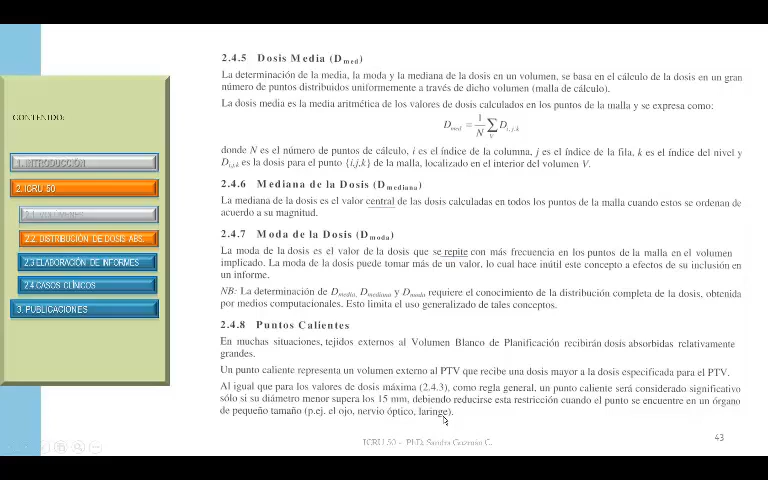 CONTENIDO:
1. INTRODUCCIÓN
2. ICRU 50
2.1. VOLÚMENES
2.2. DISTRIBUCIÓN DE DOSIS ABS.
2.3 ELABORACIÓN DE INFORMES
2.4 CASOS CLÍNICOS
3. PUBLICACIONES
2.4.5 Dosis Media (Dmed)
La determinación de la media, la moda y la mediana de la dosis en un volumen, se basa en el cálculo de la dosis en un gran
número de puntos distribuidos uniformemente a través de dicho volumen (malla de cálculo).
La dosis media es la media aritmética de los valores de dosis calculados en los puntos de la malla y se expresa como:
Dmed = 1/N ∑V Di,j,k
donde N es el número de puntos de cálculo, i es el índice de la columna, j es el índice de la fila, k es el índice del nivel y
Di,j,k es la dosis para el punto {i,j,k} de la malla, localizado en el interior del volumen V.
2.4.6 Mediana de la Dosis (Dmediana)
La mediana de la dosis es el valor central de las dosis calculadas en todos los puntos de la malla cuando estos se ordenan de
acuerdo a su magnitud.
2.4.7 Moda de la Dosis (Dmoda)
La moda de la dosis es el valor de la dosis que se repite con más frecuencia en los puntos de la malla en el volumen
implicado. La moda de la dosis puede tomar más de un valor, lo cual hace inútil este concepto a efectos de su inclusión en
un informe.
NB: La determinación de Dmedia, Dmediana y Dmoda requiere el conocimiento de la distribución completa de la dosis, obtenida
por medios computacionales. Esto limita el uso generalizado de tales conceptos.
2.4.8 Puntos Calientes
En muchas situaciones, tejidos externos al Volumen Blanco de Planificación recibirán dosis absorbidas relativamente
grandes.
Un punto caliente representa un volumen externo al PTV que recibe una dosis mayor a la dosis especificada para el PTV.
Al igual que para los valores de dosis máxima (2.4.3), como regla general, un punto caliente será considerado significativo
sólo si su diámetro menor supera los 15 mm, debiendo reducirse esta restricción cuando el punto se encuentre en un órgano
de pequeño tamaño (p.ej. el ojo, nervio óptico, laringe).
ICRU 50 - PhD. Sandra Guzmán C.
43